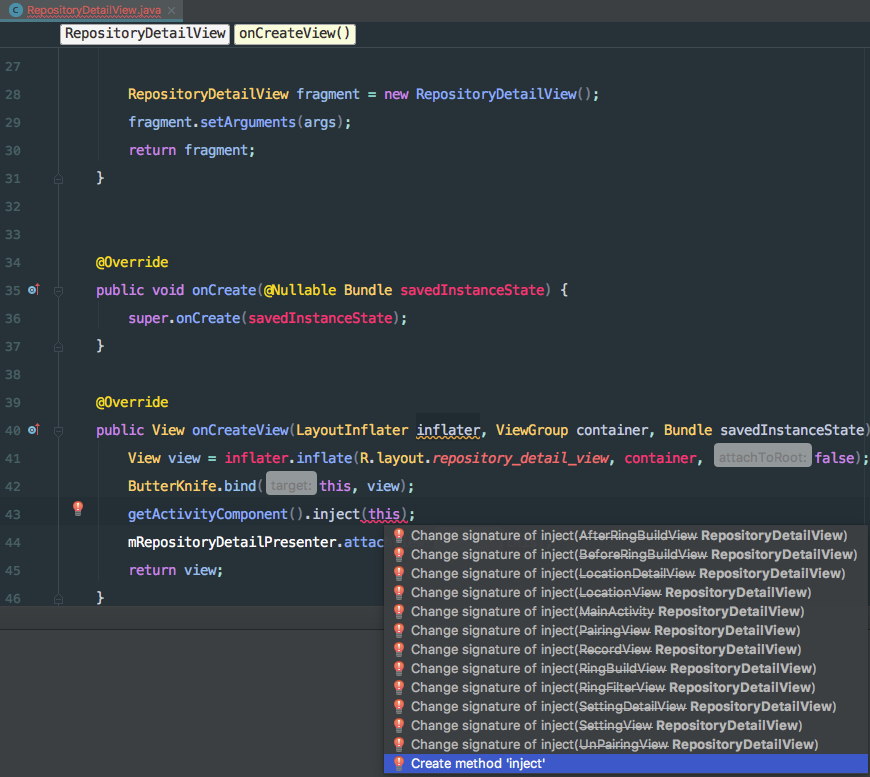 C RepositoryDetailView.java ×
RepositoryDetailView onCreateView()
27
28 RepositoryDetailView fragment = new RepositoryDetailView();
29 fragment.setArguments(args);
30 return fragment;
31 }
32
33
34 @Override
35 public void onCreate(@Nullable Bundle savedInstanceState) {
36 super.onCreate(savedInstanceState);
37 }
38
39 @Override
40 public View onCreateView(LayoutInflater inflater, ViewGroup container, Bundle savedInstanceState)
41 View view = inflater.inflate(R.layout.repository_detail_view, container, attachToRoot: false);
42 ButterKnife.bind( target: this, view);
43 getActivityComponent().inject(this);
44 mRepositoryDetailPresenter.attac
45 return view;
46 }
Change signature of inject(AfterRingBuildView RepositoryDetailView)
Change signature of inject(BeforeRingBuildView RepositoryDetailView)
Change signature of inject(LocationDetailView RepositoryDetailView)
Change signature of inject(LocationView RepositoryDetailView)
Change signature of inject(MainActivity RepositoryDetailView)
Change signature of inject(PairingView RepositoryDetailView)
Change signature of inject(RecordView RepositoryDetailView)
Change signature of inject(RingBuildView RepositoryDetailView)
Change signature of inject(RingFilterView RepositoryDetailView)
Change signature of inject(SettingDetailView RepositoryDetailView)
Change signature of inject(SettingView RepositoryDetailView)
Change signature of inject(UnPairingView RepositoryDetailView)
Create method 'inject'